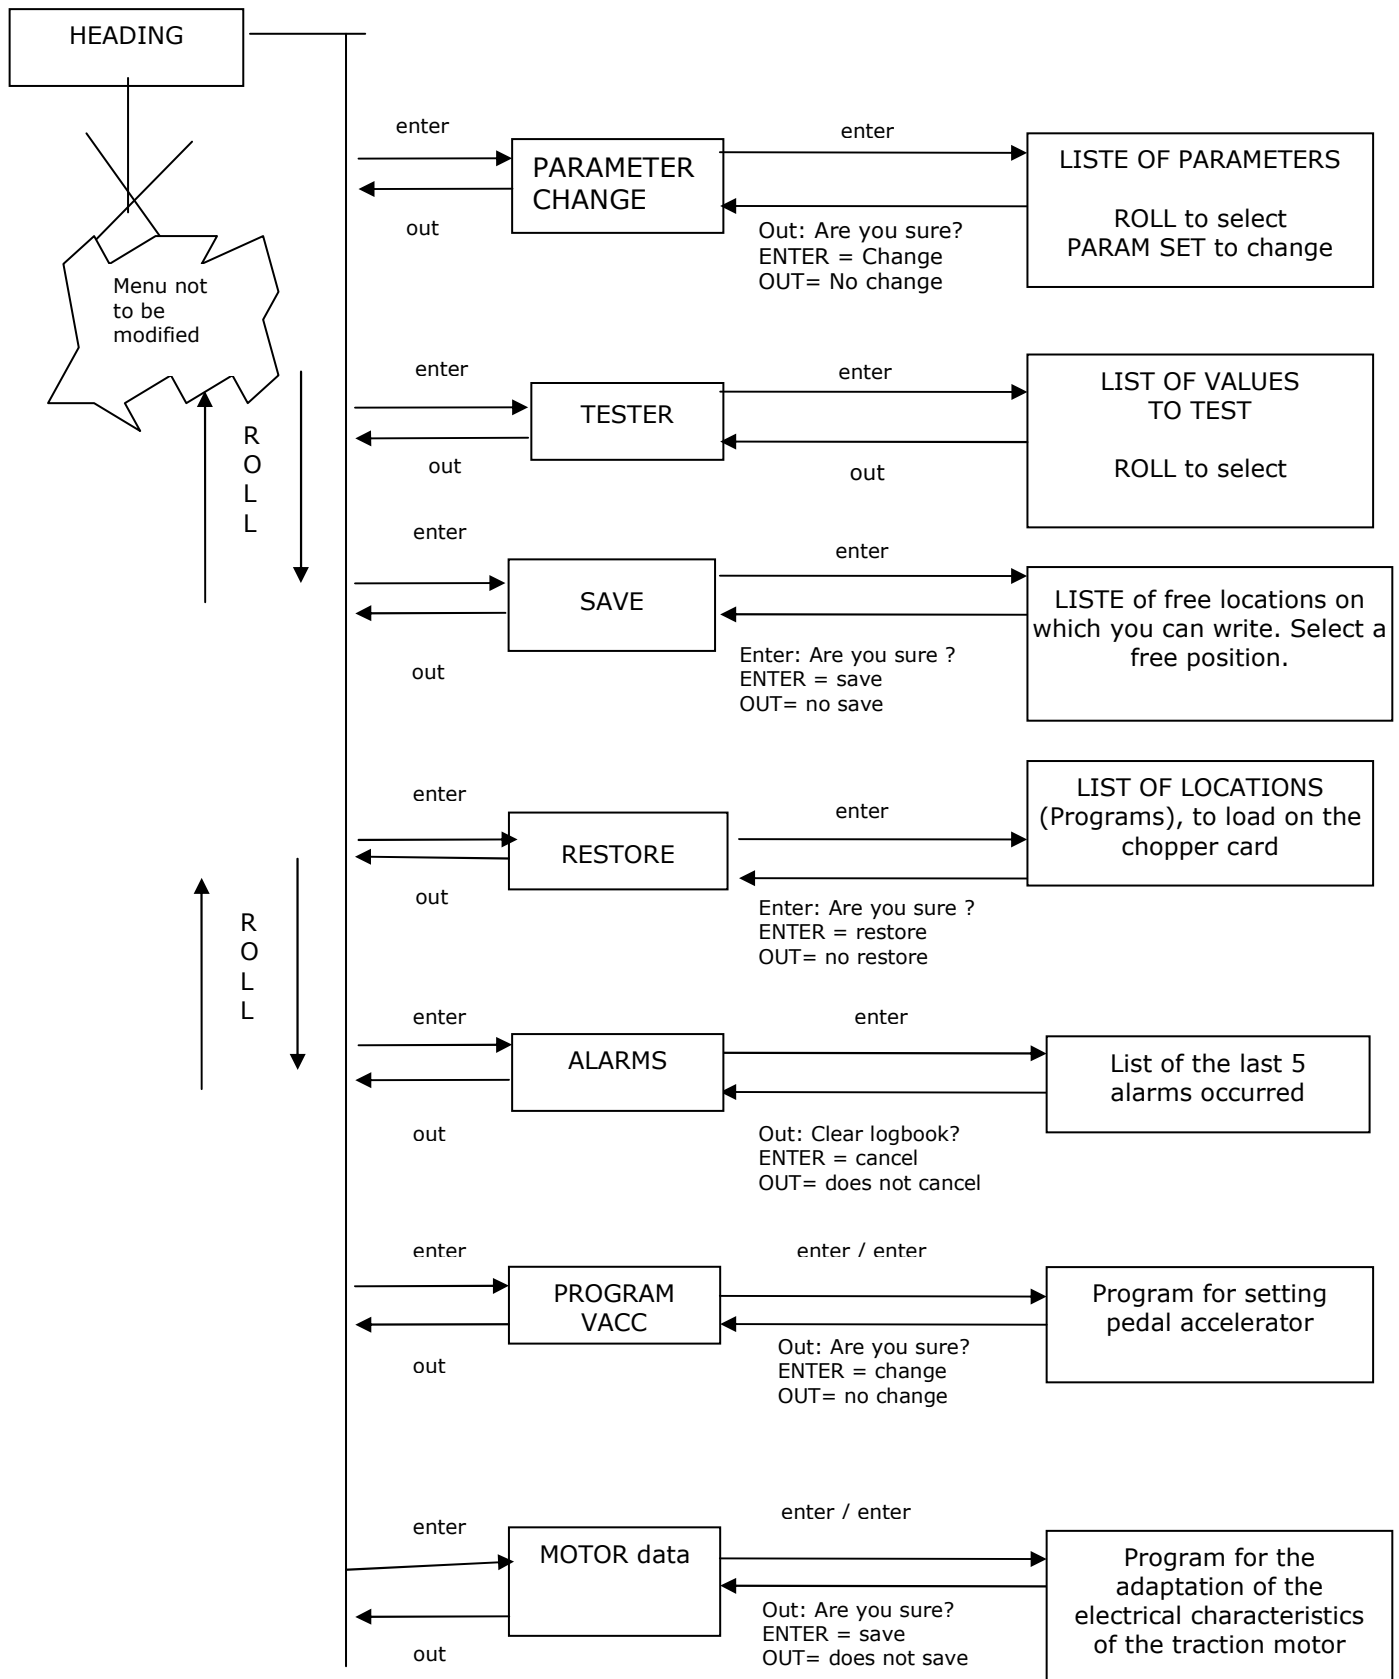 HEADING
enter
enter
PARAMETER
CHANGE
LISTE OF PARAMETERS
ROLL to select
PARAM SET to change
out
Out: Are you sure?
ENTER = Change
OUT= No change
Menu not
to be
modified
enter
enter
TESTER
LIST OF VALUES
TO TEST
ROLL to select
out
out
R
O
L
L
enter
enter
SAVE
LISTE of free locations on
which you can write. Select a
free position.
out
Enter: Are you sure ?
ENTER = save
OUT= no save
enter
enter
RESTORE
LIST OF LOCATIONS
(Programs), to load on the
chopper card
out
Enter: Are you sure ?
ENTER = restore
OUT= no restore
R
O
L
L
enter
enter
ALARMS
List of the last 5
alarms occurred
out
Out: Clear logbook?
ENTER = cancel
OUT= does not cancel
enter
enter / enter
PROGRAM
VACC
Program for setting
pedal accelerator
out
Out: Are you sure?
ENTER = change
OUT= no change
enter
enter / enter
MOTOR data
Program for the
adaptation of the
electrical characteristics
of the traction motor
out
Out: Are you sure?
ENTER = save
OUT= does not save